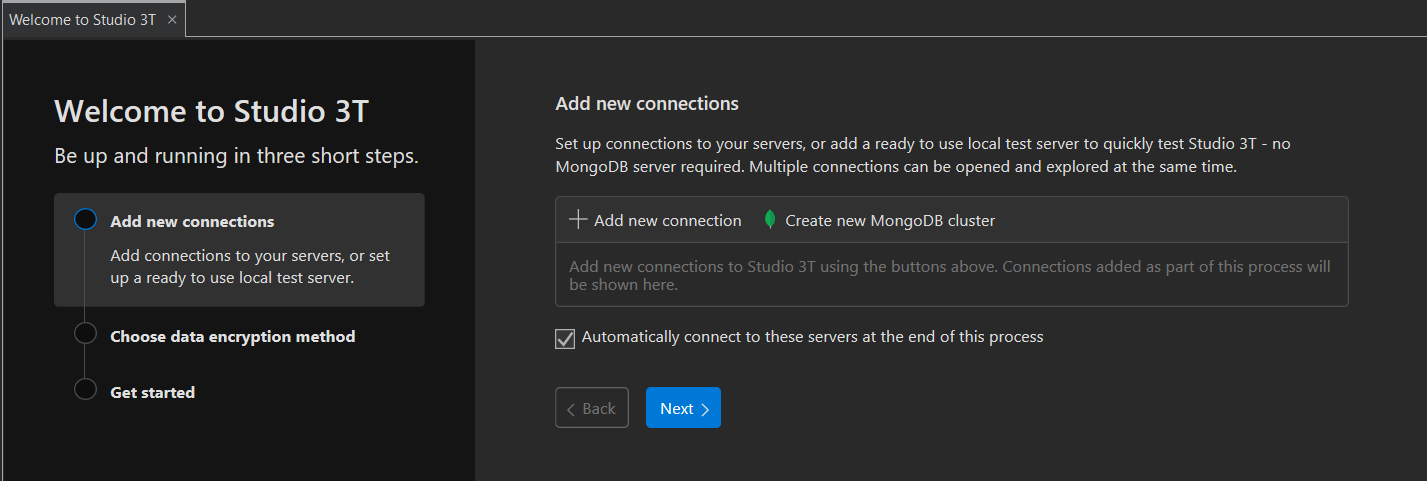 Welcome to Studio 3T ×
Welcome to Studio 3T
Be up and running in three short steps.
Add new connections
Add connections to your servers, or set
up a ready to use local test server.
Choose data encryption method
Get started
Add new connections
Set up connections to your servers, or add a ready to use local test server to quickly test Studio 3T - no
MongoDB server required. Multiple connections can be opened and explored at the same time.
Add new connection Create new MongoDB cluster
Add new connections to Studio 3T using the buttons above. Connections added as part of this process will
be shown here.
Automatically connect to these servers at the end of this process
Back Next